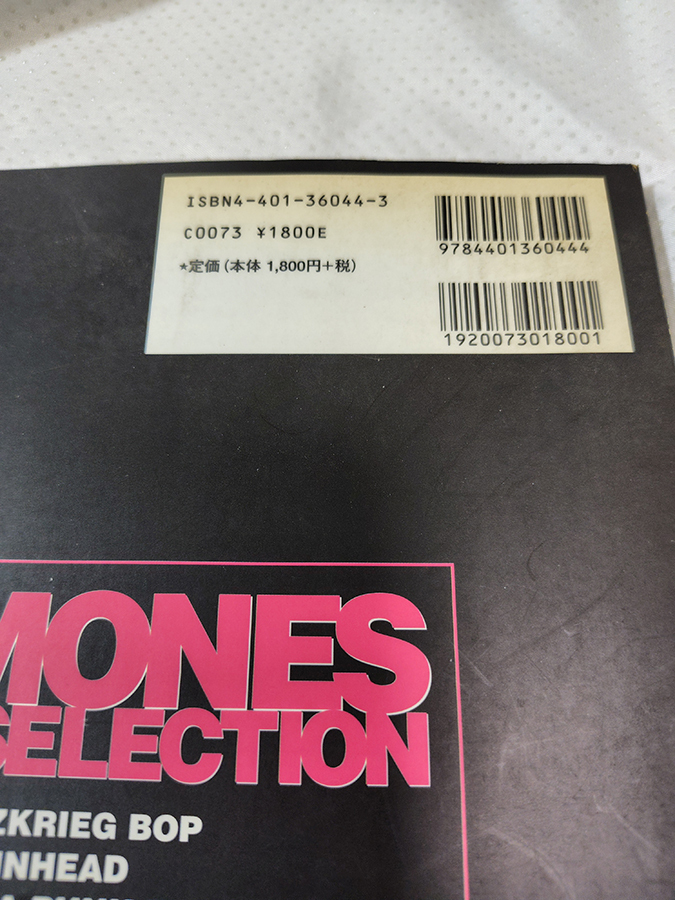 ISBN4-401-36044-3
C0073 ¥1800E
*定価(本体 1,800円+税)
9784401360444
1920073018001
MONES
SELECTION
ZKRIEG BOP
INHEAD